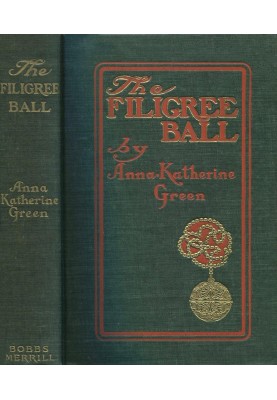 The
FILIGREE
BALL
Anna
Katherine
Green
BOBBS
MERRILL
The
FILIGREE
BALL
by
Anna Katherine
Green